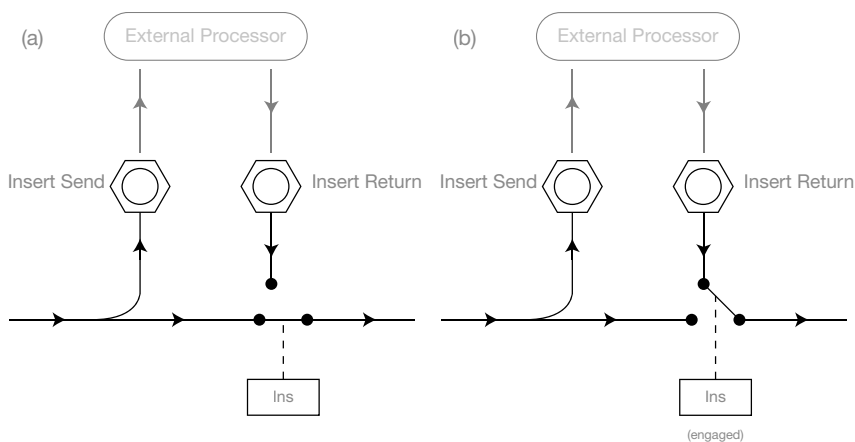 (a)
External Processor
Insert Send
Insert Return
Ins
(b)
External Processor
Insert Send
Insert Return
Ins
(engaged)